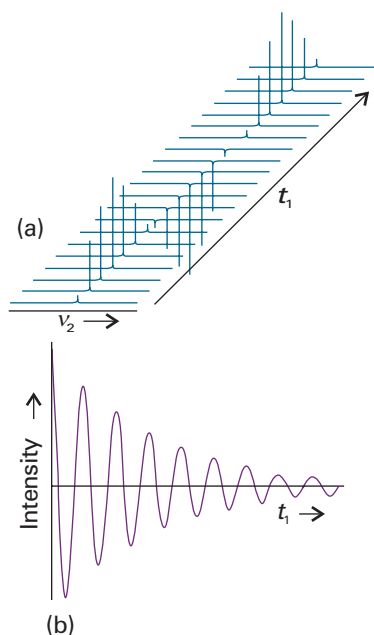 t₁
(a)
ν₂
Intensity
t₁
(b)